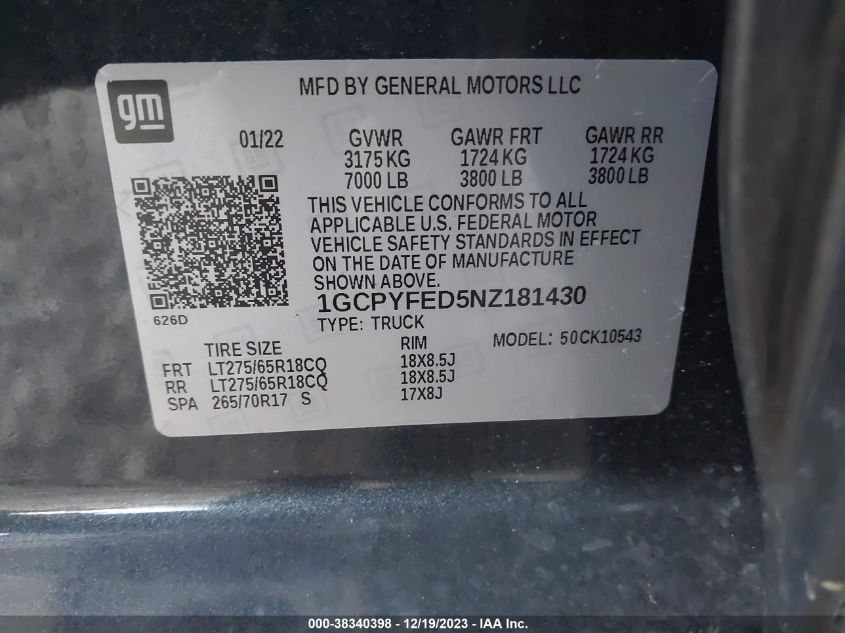 gm
MFD BY GENERAL MOTORS LLC
01/22 GVWR GAWR FRT GAWR RR
3175 KG 1724 KG 1724 KG
7000 LB 3800 LB 3800 LB
THIS VEHICLE CONFORMS TO ALL
APPLICABLE U.S. FEDERAL MOTOR
VEHICLE SAFETY STANDARDS IN EFFECT
ON THE DATE OF MANUFACTURE
SHOWN ABOVE.
626D
1GCPYFED5NZ181430
TYPE: TRUCK
MODEL: 50CK10543
TIRE SIZE RIM
FRT LT275/65R18CQ 18X8.5J
RR LT275/65R18CQ 18X8.5J
SPA 265/70R17 S 17X8J
000-38340398 - 12/19/2023 - IAA Inc.